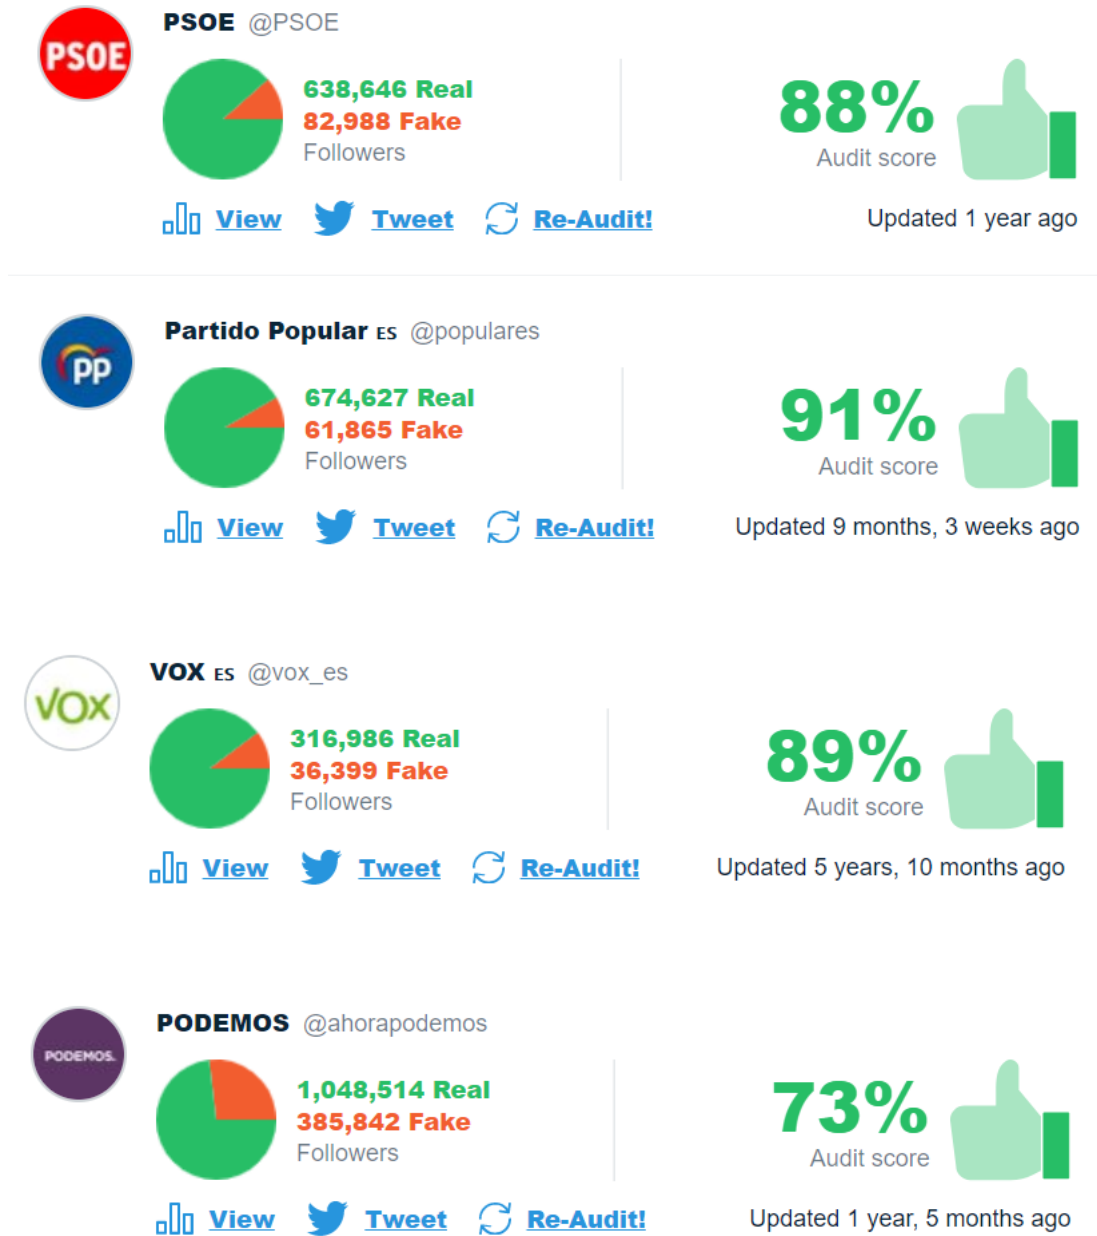 PSOE
PSOE @PSOE
638,646 Real
82,988 Fake
Followers
88%
Audit score
View Tweet Re-Audit!
Updated 1 year ago
PP
Partido Popular ES @populares
674,627 Real
61,865 Fake
Followers
91%
Audit score
View Tweet Re-Audit!
Updated 9 months, 3 weeks ago
VOX
VOX ES @vox_es
316,986 Real
36,399 Fake
Followers
89%
Audit score
View Tweet Re-Audit!
Updated 5 years, 10 months ago
PODEMOS.
PODEMOS @ahorapodemos
1,048,514 Real
385,842 Fake
Followers
73%
Audit score
View Tweet Re-Audit!
Updated 1 year, 5 months ago